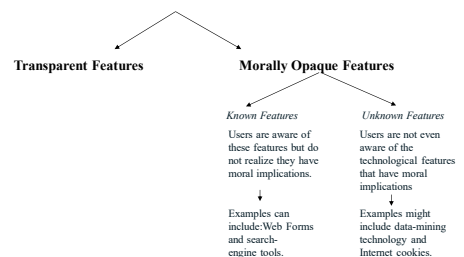 Transparent Features
Morally Opaque Features
Known Features
Users are aware of
these features but do
not realize they have
moral implications.
Examples can
include:Web Forms
and search-
engine tools.
Unknown Features
Users are not even
aware of the
technological features
that have moral
implications
Examples might
include data-mining
technology and
Internet cookies.